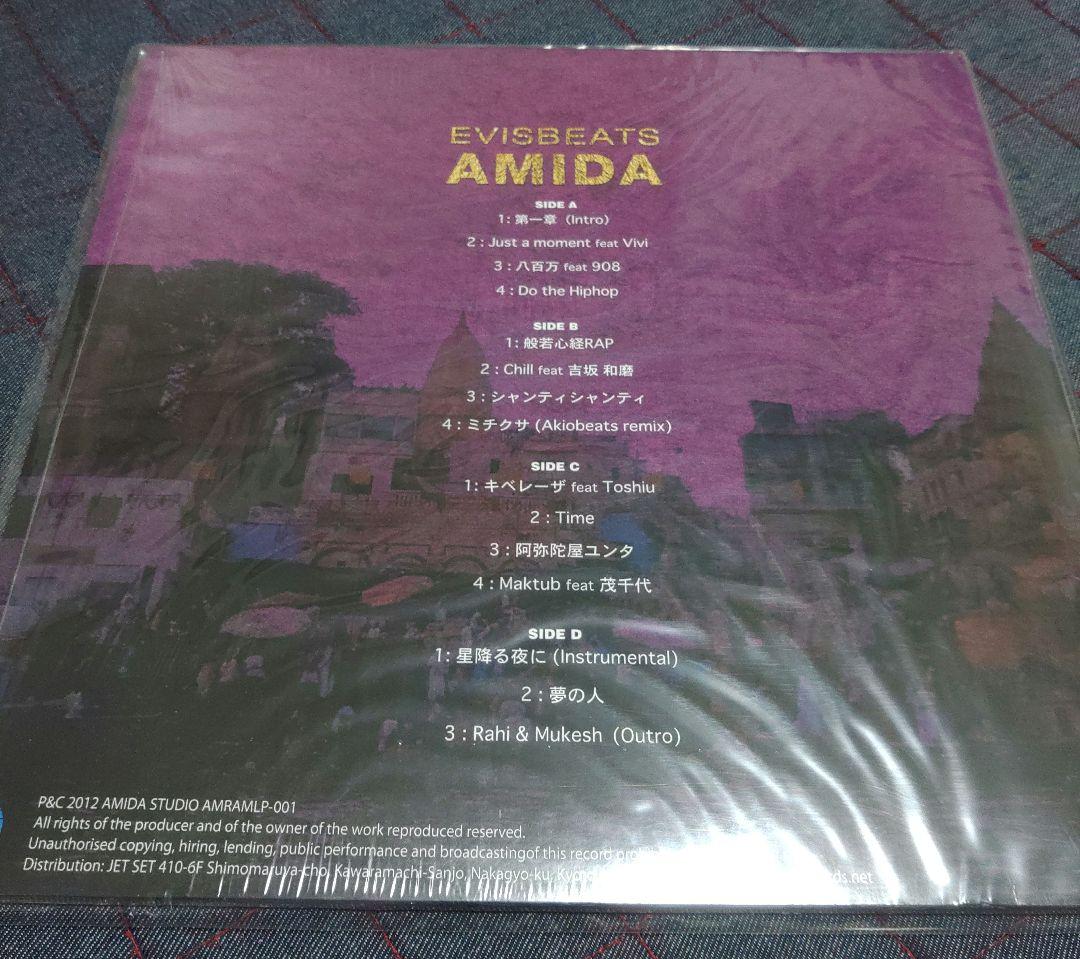 EVISBEATS
AMIDA
SIDE A
1 : 第一章 (Intro)
2 : Just a moment feat Vivi
3 : 八百万 feat 908
4 : Do the Hiphop
SIDE B
1 : 般若心経RAP
2 : Chill feat 吉坂 和磨
3 : シャンティシャンティ
4 : ミチクサ (Akiobeats remix)
SIDE C
1 : キベレーザ feat Toshiu
2 : Time
3 : 阿弥陀屋ユンタ
4 : Maktub feat 茂千代
SIDE D
1 : 星降る夜に (Instrumental)
2 : 夢の人
3 : Rahi & Mukesh (Outro)
P&C 2012 AMIDA STUDIO AMRAMLP-001
All rights of the producer and of the owner of the work reproduced reserved.
Unauthorised copying, hiring, lending, public performance and broadcastingof this record
Distribution: JET SET 410-6F Shimomaruya-cho, Kawaramachi-Sanjo, Nakagyo-ku,